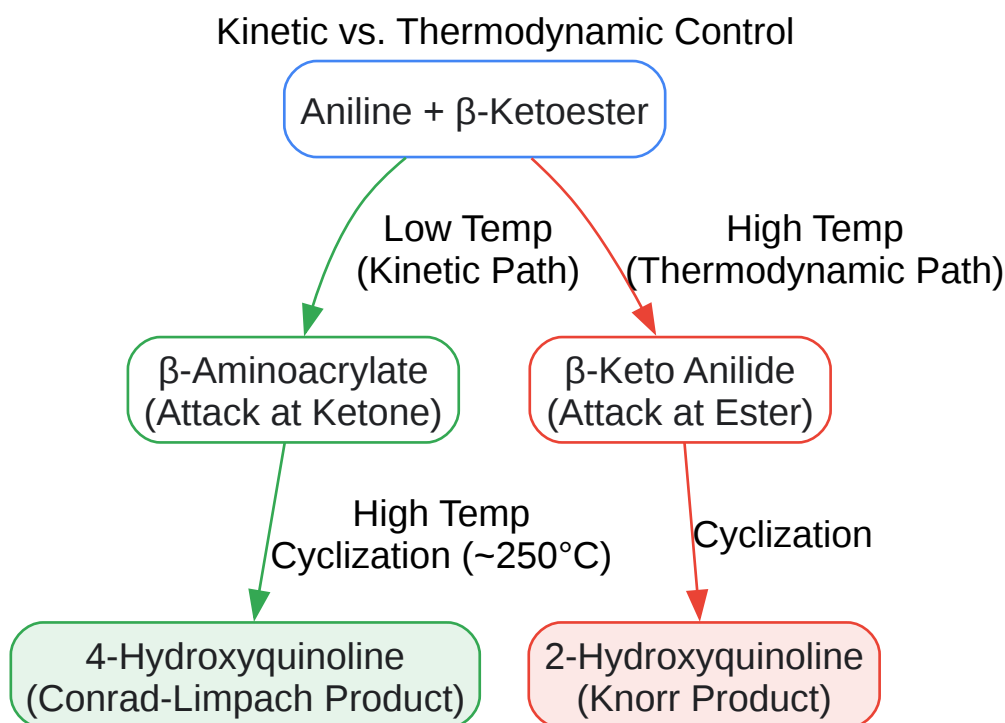 Kinetic vs. Thermodynamic Control
Aniline + β-Ketoester
Low Temp
(Kinetic Path)
High Temp
(Thermodynamic Path)
β-Aminoacrylate
(Attack at Ketone)
β-Keto Anilide
(Attack at Ester)
High Temp
Cyclization (~250°C)
Cyclization
4-Hydroxyquinoline
(Conrad-Limpach Product)
2-Hydroxyquinoline
(Knorr Product)